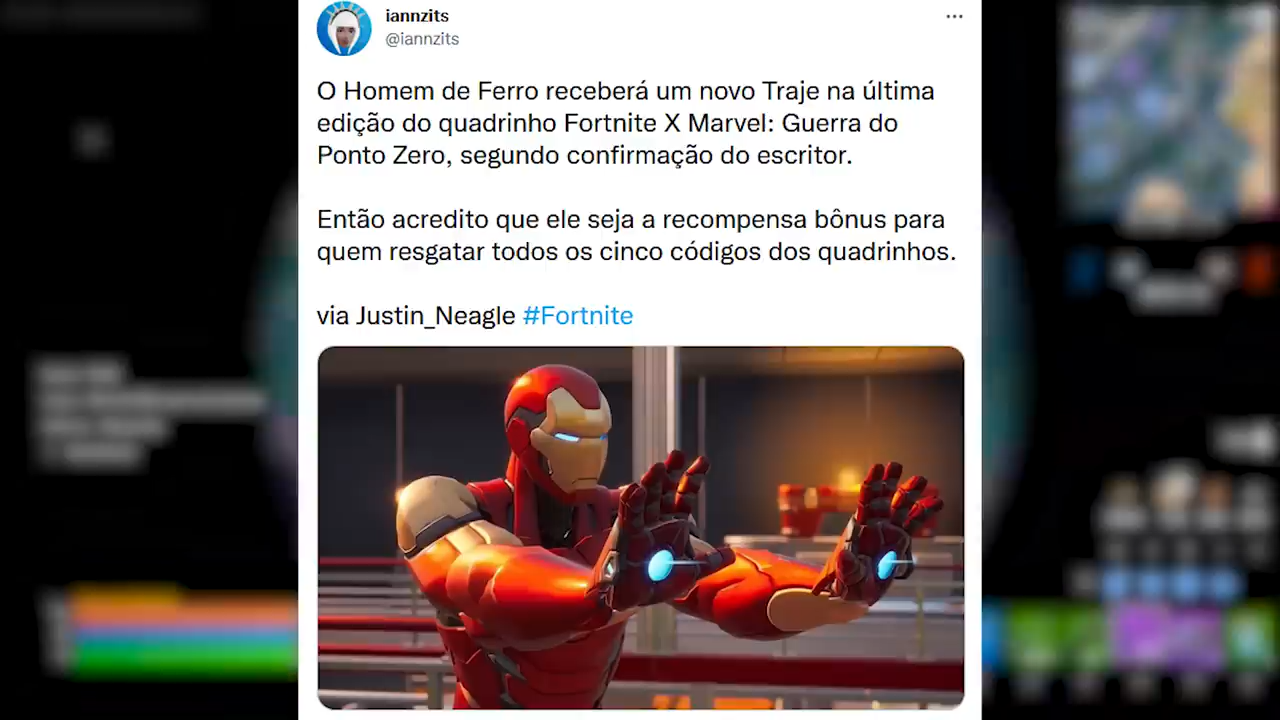 iannzits
@iannzits
O Homem de Ferro receberá um novo Traje na última
edição do quadrinho Fortnite X Marvel: Guerra do
Ponto Zero, segundo confirmação do escritor.
Então acredito que ele seja a recompensa bônus para
quem resgatar todos os cinco códigos dos quadrinhos.
via Justin_Neagle #Fortnite